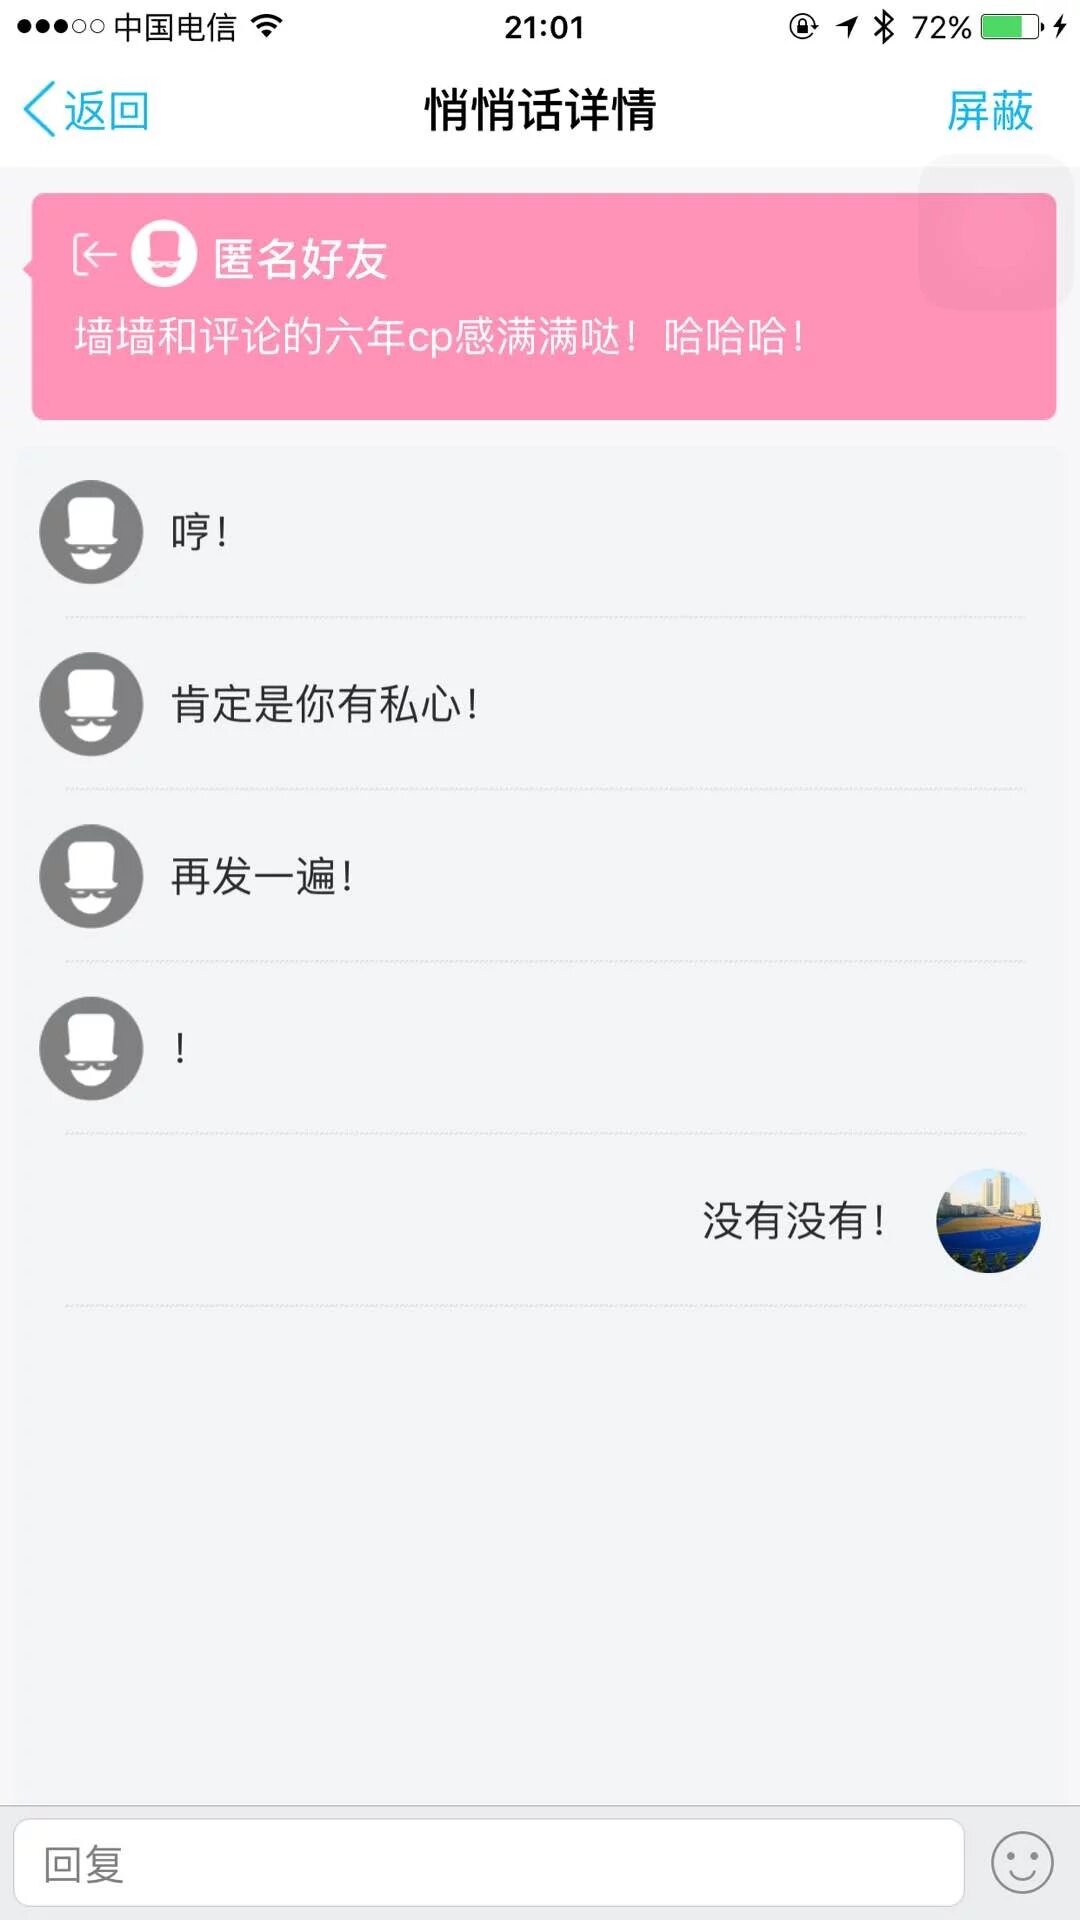 中国电信 21:01 72%
返回 悄悄话详情 屏蔽
匿名好友
墙墙和评论的六年cp感满满哒！哈哈哈！
哼！
肯定是你有私心！
再发一遍！
！
没有没有！
回复